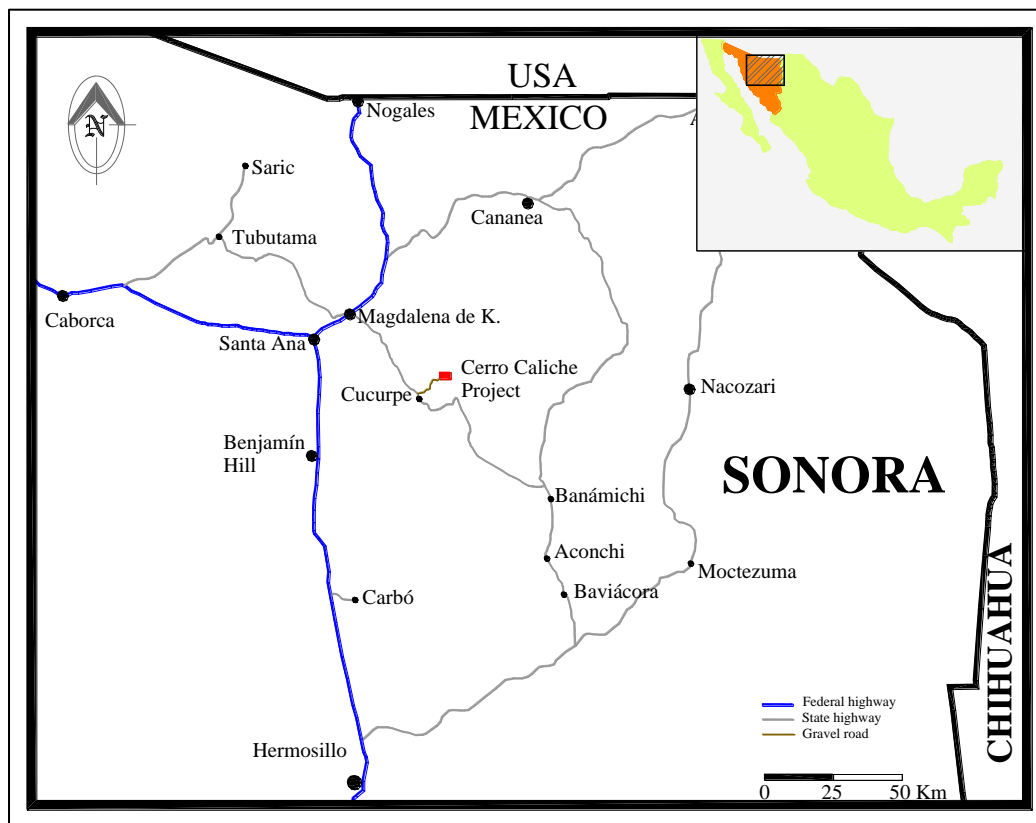 USA
MEXICO
N
Nogales
Saric
Cananea
Tubutama
Caborca
Magdalena de K.
Santa Ana
Cerro Caliche
Project
Cucurpe
Nacozari
Benjamín
Hill
SONORA
Banámichi
Aconchi
Moctezuma
Baviácora
Carbó
CHIHUAHUA
Federal highway
State highway
Gravel road
Hermosillo
0 25 50 Km